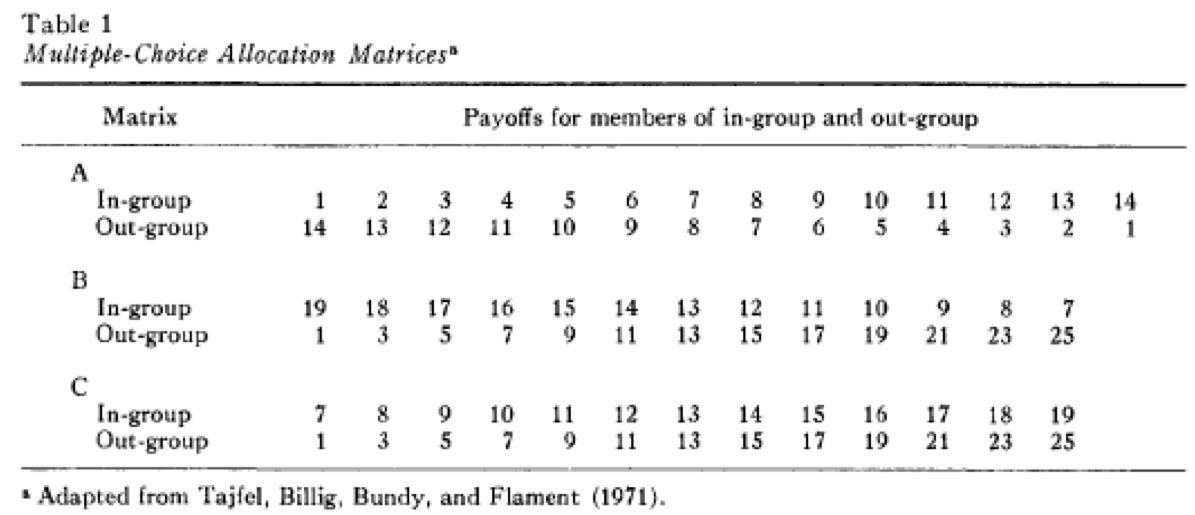 Table 1
Multiple-Choice Allocation Matricesᵃ
Matrix Payoffs for members of in-group and out-group
A
In-group 1 2 3 4 5 6 7 8 9 10 11 12 13 14
Out-group 14 13 12 11 10 9 8 7 6 5 4 3 2 1
B
In-group 19 18 17 16 15 14 13 12 11 10 9 8 7
Out-group 1 3 5 7 9 11 13 15 17 19 21 23 25
C
In-group 7 8 9 10 11 12 13 14 15 16 17 18 19
Out-group 1 3 5 7 9 11 13 15 17 19 21 23 25
ᵃ Adapted from Tajfel, Billig, Bundy, and Flament (1971).